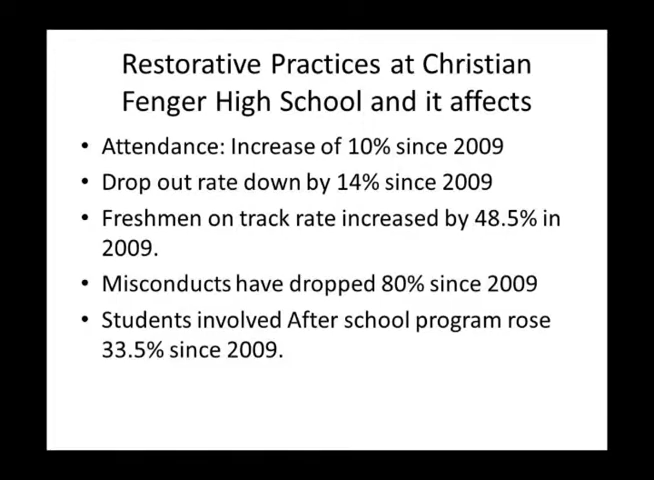 Restorative Practices at Christian
Fenger High School and it affects
• Attendance: Increase of 10% since 2009
• Drop out rate down by 14% since 2009
• Freshmen on track rate increased by 48.5% in
2009.
• Misconducts have dropped 80% since 2009
• Students involved After school program rose
33.5% since 2009.